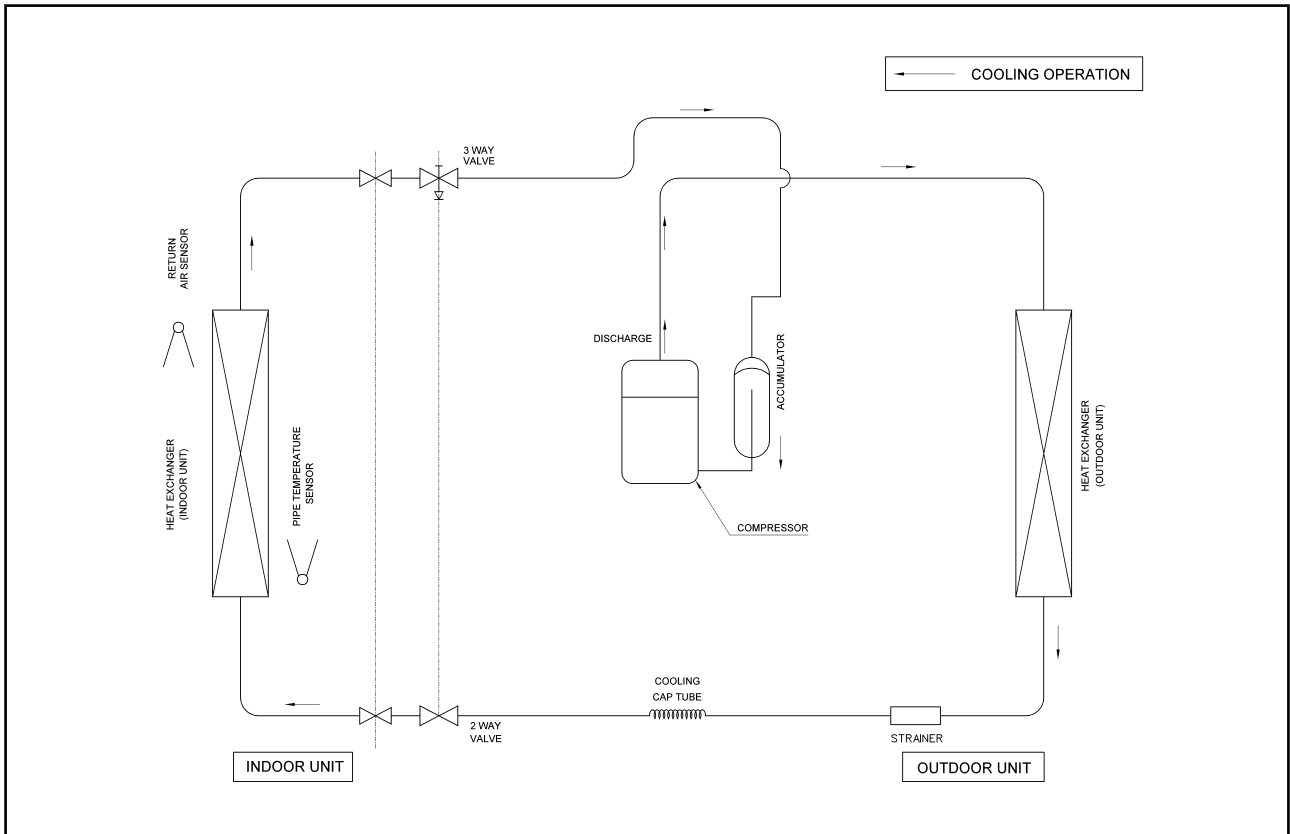 COOLING OPERATION
3 WAY
VALVE
RETURN
AIR SENSOR
DISCHARGE
ACCUMULATOR
HEAT EXCHANGER
(INDOOR UNIT)
PIPE TEMPERATURE
SENSOR
HEAT EXCHANGER
(OUTDOOR UNIT)
COMPRESSOR
COOLING
CAP TUBE
2 WAY
VALVE
STRAINER
INDOOR UNIT
OUTDOOR UNIT